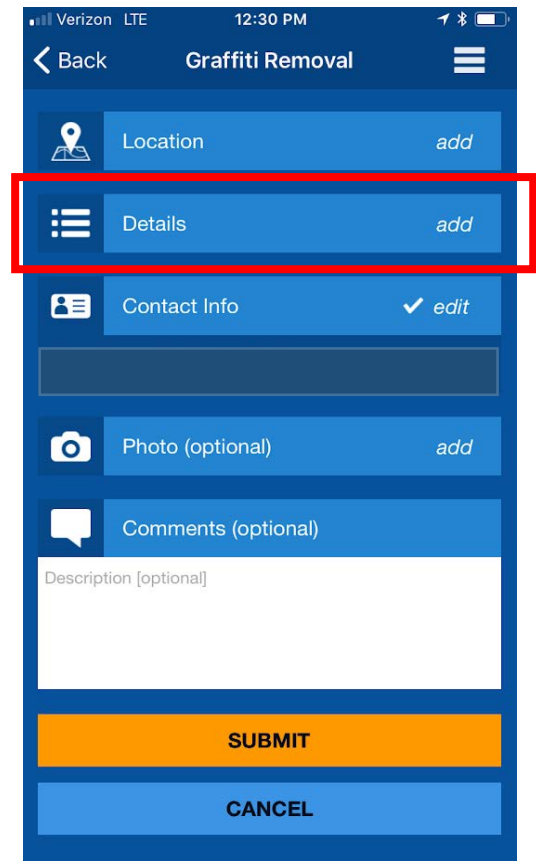 Verizon LTE 12:30 PM
Back Graffiti Removal
Location add
Details add
Contact Info edit
Photo (optional) add
Comments (optional)
Description [optional]
SUBMIT
CANCEL